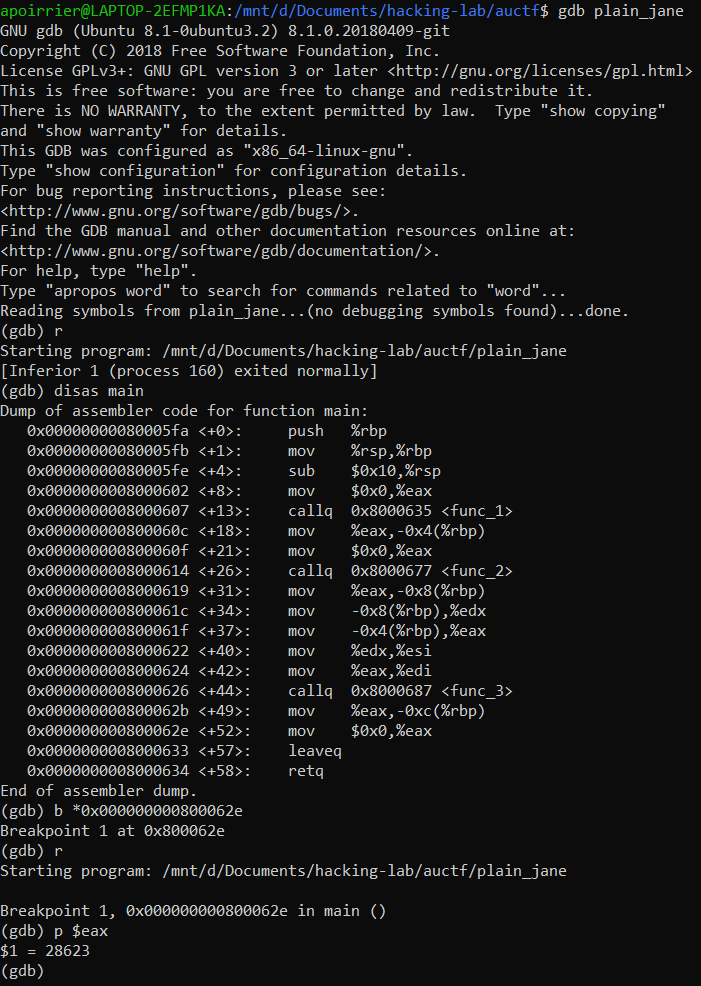 apoirrier@LAPTOP-2EFMP1KA:/mnt/d/Documents/hacking-lab/auctf$ gdb plain_jane
GNU gdb (Ubuntu 8.1-0ubuntu3.2) 8.1.0.20180409-git
Copyright (C) 2018 Free Software Foundation, Inc.
License GPLv3+: GNU GPL version 3 or later <http://gnu.org/licenses/gpl.html>
This is free software: you are free to change and redistribute it.
There is NO WARRANTY, to the extent permitted by law.  Type "show copying"
and "show warranty" for details.
This GDB was configured as "x86_64-linux-gnu".
Type "show configuration" for configuration details.
For bug reporting instructions, please see:
<http://www.gnu.org/software/gdb/bugs/>.
Find the GDB manual and other documentation resources online at:
<http://www.gnu.org/software/gdb/documentation/>.
For help, type "help".
Type "apropos word" to search for commands related to "word"...
Reading symbols from plain_jane...(no debugging symbols found)...done.
(gdb) r
Starting program: /mnt/d/Documents/hacking-lab/auctf/plain_jane
[Inferior 1 (process 160) exited normally]
(gdb) disas main
Dump of assembler code for function main:
   0x00000000080005fa <+0>:     push   %rbp
   0x00000000080005fb <+1>:     mov    %rsp,%rbp
   0x00000000080005fe <+4>:     sub    $0x10,%rsp
   0x0000000008000602 <+8>:     mov    $0x0,%eax
   0x0000000008000607 <+13>:    callq  0x8000635 <func_1>
   0x000000000800060c <+18>:    mov    %eax,-0x4(%rbp)
   0x000000000800060f <+21>:    mov    $0x0,%eax
   0x0000000008000614 <+26>:    callq  0x8000677 <func_2>
   0x0000000008000619 <+31>:    mov    %eax,-0x8(%rbp)
   0x000000000800061c <+34>:    mov    -0x8(%rbp),%edx
   0x000000000800061f <+37>:    mov    -0x4(%rbp),%eax
   0x0000000008000622 <+40>:    mov    %edx,%esi
   0x0000000008000624 <+42>:    mov    %eax,%edi
   0x0000000008000626 <+44>:    callq  0x8000687 <func_3>
   0x000000000800062b <+49>:    mov    %eax,-0xc(%rbp)
   0x000000000800062e <+52>:    mov    $0x0,%eax
   0x0000000008000633 <+57>:    leaveq
   0x0000000008000634 <+58>:    retq
End of assembler dump.
(gdb) b *0x000000000800062e
Breakpoint 1 at 0x800062e
(gdb) r
Starting program: /mnt/d/Documents/hacking-lab/auctf/plain_jane
Breakpoint 1, 0x000000000800062e in main ()
(gdb) p $eax
$1 = 28623
(gdb)